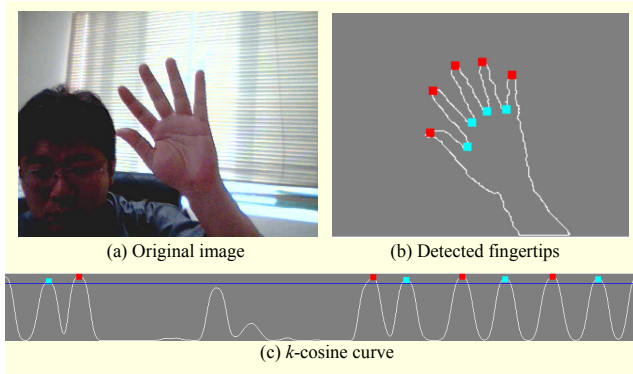 (a) Original image
(b) Detected fingertips
(c) k-cosine curve